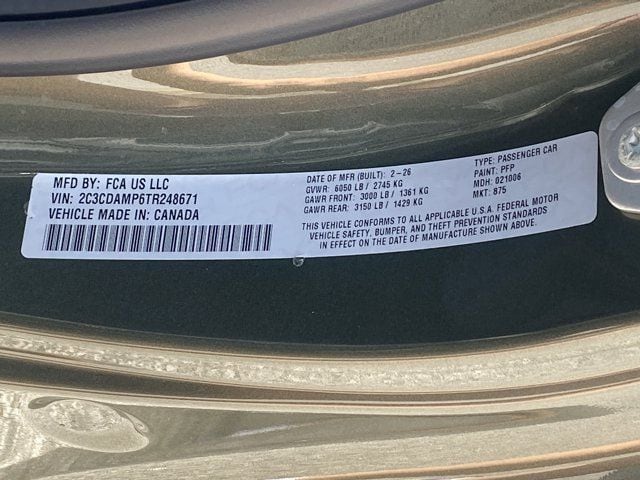 MFD BY: FCA US LLC
VIN: 2C3CDAMP6TR248671
VEHICLE MADE IN: CANADA
DATE OF MFR (BUILT): 2-26
GVWR: 6050 LB / 2745 KG
GAWR FRONT: 3000 LB / 1361 KG
GAWR REAR: 3150 LB / 1429 KG
TYPE: PASSENGER CAR
PAINT: PFP
MDH: 021006
MKT: 875
THIS VEHICLE CONFORMS TO ALL APPLICABLE U.S.A. FEDERAL MOTOR
VEHICLE SAFETY, BUMPER, AND THEFT PREVENTION STANDARDS
IN EFFECT ON THE DATE OF MANUFACTURE SHOWN ABOVE.